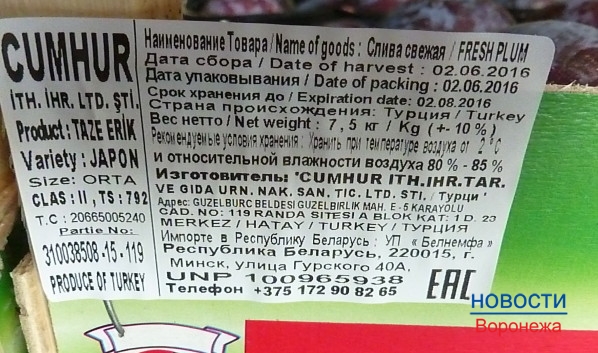 CUMHUR
İTH. İHR. LTD. ŞTİ.
Product : TAZE ERİK
Variety : JAPON
Size: ORTA
CLAS : II , TS : 792
T.C : 20665005240
Partie No:
310038508-15-119
PRODUCE OF TURKEY
Наименование Товара / Name of goods : Слива свежая / FRESH PLUM
Дата сбора / Date of harvest : 02.06.2016
Дата упаковывания / Date of packing : 02.06.2016
Срок хранения до / Expiration date: 02.08.2016
Страна происхождения: Турция / Turkey
Вес нетто / Net weight : 7,5 кг / Kg (+- 10%)
Рекомендуемые условия хранения : Хранить при температуре воздуха от 2 °C
и относительной влажности воздуха 80 % - 85 %
Изготовитель: "CUMHUR ITH.IHR.TAR.
VE GIDA URN. NAK. SAN. TIC. LTD. STI. / Турци"
Адрес: GUZELBURC BELDESI GUZELBIRLIK MAH. E-5 KARAYOLU
CAD. NO: 119 RANDA SITESI A BLOK KAT: 1 D. 23
MERKEZ / HATAY / TURKEY / ТУРЦИЯ
Импорте в Республику Беларусь : УП « Белнемфа »
Республика Беларусь, 220015, г.
Минск, улица Гурского 40А,
UNP 100965938
Телефон +375 172 90 82 65
EAC
НОВОСТИ
Воронежа